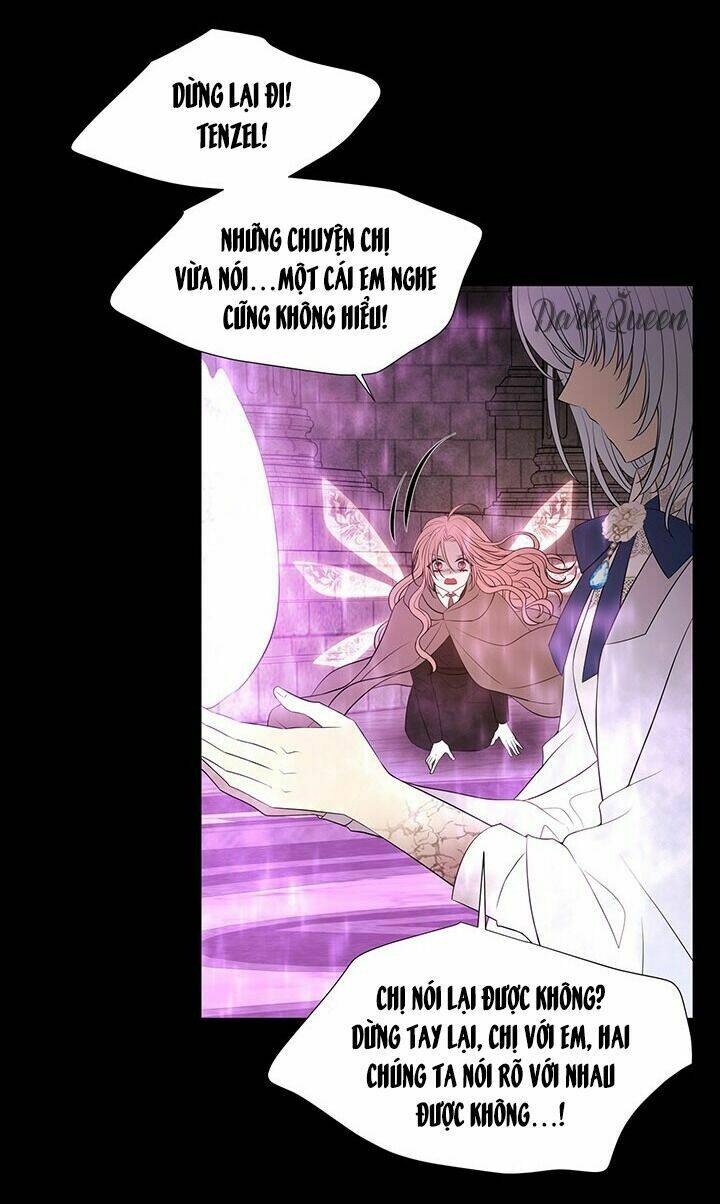 DỪNG LẠI ĐI!
TENZEL!
NHỮNG CHUYỆN CHỊ
VỪA NÓI...MỘT CÁI EM NGHE
CŨNG KHÔNG HIỂU!
Dark Queen
CHỊ NÓI LẠI ĐƯỢC KHÔNG?
DỪNG TAY LẠI, CHỊ VỚI EM, HAI
CHÚNG TA NÓI RÕ VỚI NHAU
ĐƯỢC KHÔNG...!